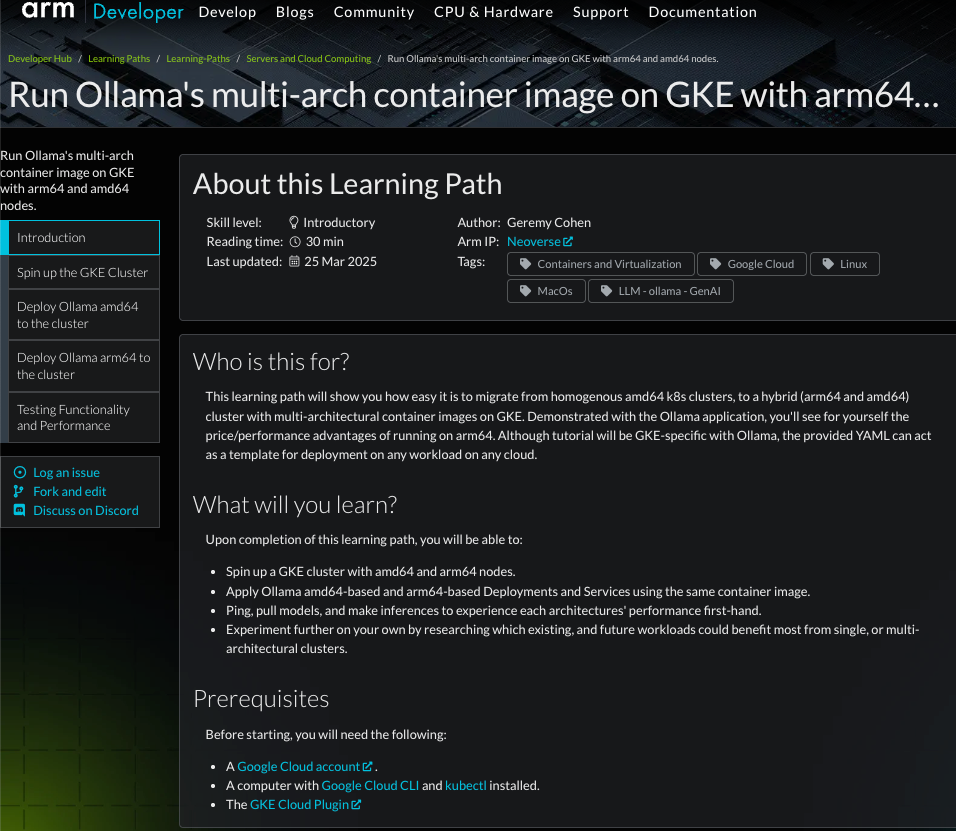 arm Developer Develop Blogs Community CPU & Hardware Support Documentation
Developer Hub / Learning Paths / Learning-Paths / Servers and Cloud Computing / Run Ollama's multi-arch container image on GKE with arm64 and amd64 nodes.
Run Ollama's multi-arch container image on GKE with arm64...
Run Ollama's multi-arch
container image on GKE
with arm64 and amd64
nodes.
Introduction
Spin up the GKE Cluster
Deploy Ollama amd64
to the cluster
Deploy Ollama arm64 to
the cluster
Testing Functionality
and Performance
Log an issue
Fork and edit
Discuss on Discord
About this Learning Path
Skill level: Introductory
Reading time: 30 min
Last updated: 25 Mar 2025
Author: Geremy Cohen
Arm IP: Neoverse
Tags: Containers and Virtualization Google Cloud Linux
MacOs LLM - ollama - GenAI
Who is this for?
This learning path will show you how easy it is to migrate from homogenous amd64 k8s clusters, to a hybrid (arm64 and amd64)
cluster with multi-architectural container images on GKE. Demonstrated with the Ollama application, you'll see for yourself the
price/performance advantages of running on arm64. Although tutorial will be GKE-specific with Ollama, the provided YAML can act
as a template for deployment on any workload on any cloud.
What will you learn?
Upon completion of this learning path, you will be able to:
• Spin up a GKE cluster with amd64 and arm64 nodes.
• Apply Ollama amd64-based and arm64-based Deployments and Services using the same container image.
• Ping, pull models, and make inferences to experience each architectures' performance first-hand.
• Experiment further on your own by researching which existing, and future workloads could benefit most from single, or multi-
architectural clusters.
Prerequisites
Before starting, you will need the following:
• A Google Cloud account .
• A computer with Google Cloud CLI and kubectl installed.
• The GKE Cloud Plugin